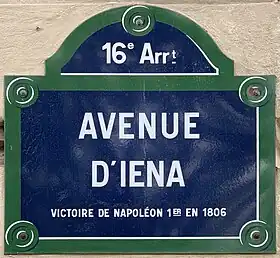 16e Arrt
AVENUE
D'IENA
VICTOIRE DE NAPOLÉON 1ER EN 1806